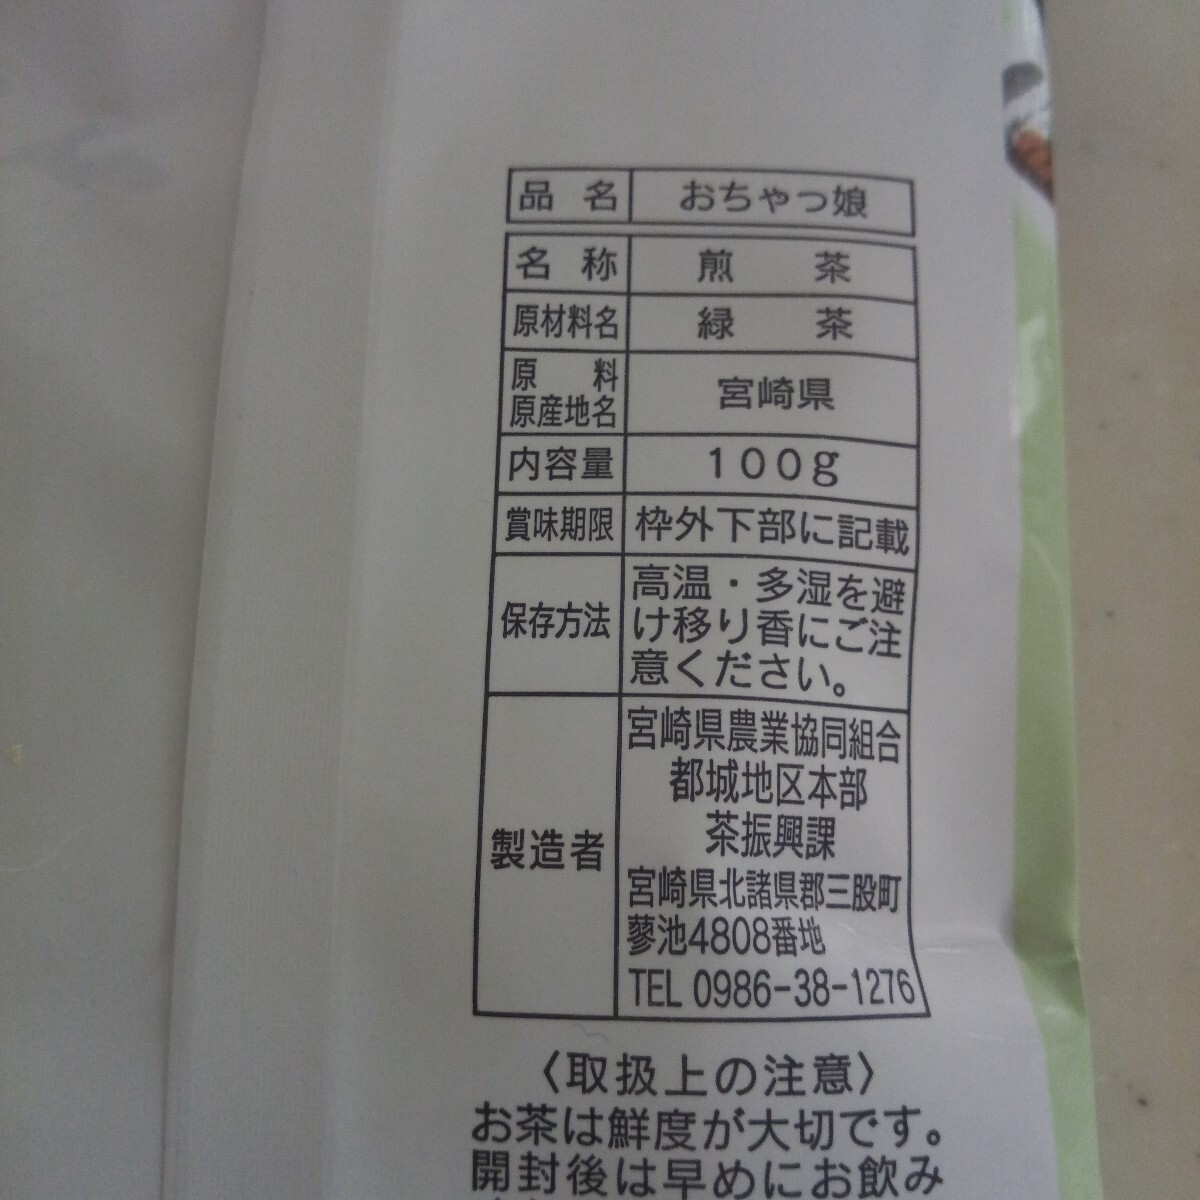 品名 おちゃっ娘
名称 煎茶
原材料名 緑茶
原料
原産地名 宮崎県
内容量 100g
賞味期限 枠外下部に記載
保存方法 高温・多湿を避
け移り香にご注
意ください。
製造者 宮崎県農業協同組合
都城地区本部
茶振興課
宮崎県北諸県郡三股町
蓼池4808番地
TEL 0986-38-1276
〈取扱上の注意〉
お茶は鮮度が大切です。
開封後は早めにお飲み